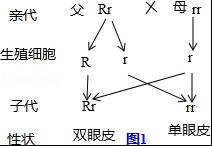 亲代 父 Rr 乂 母 rr
生殖细胞 R r r
子代 Rr rr
性状 双眼皮 图1 单眼皮